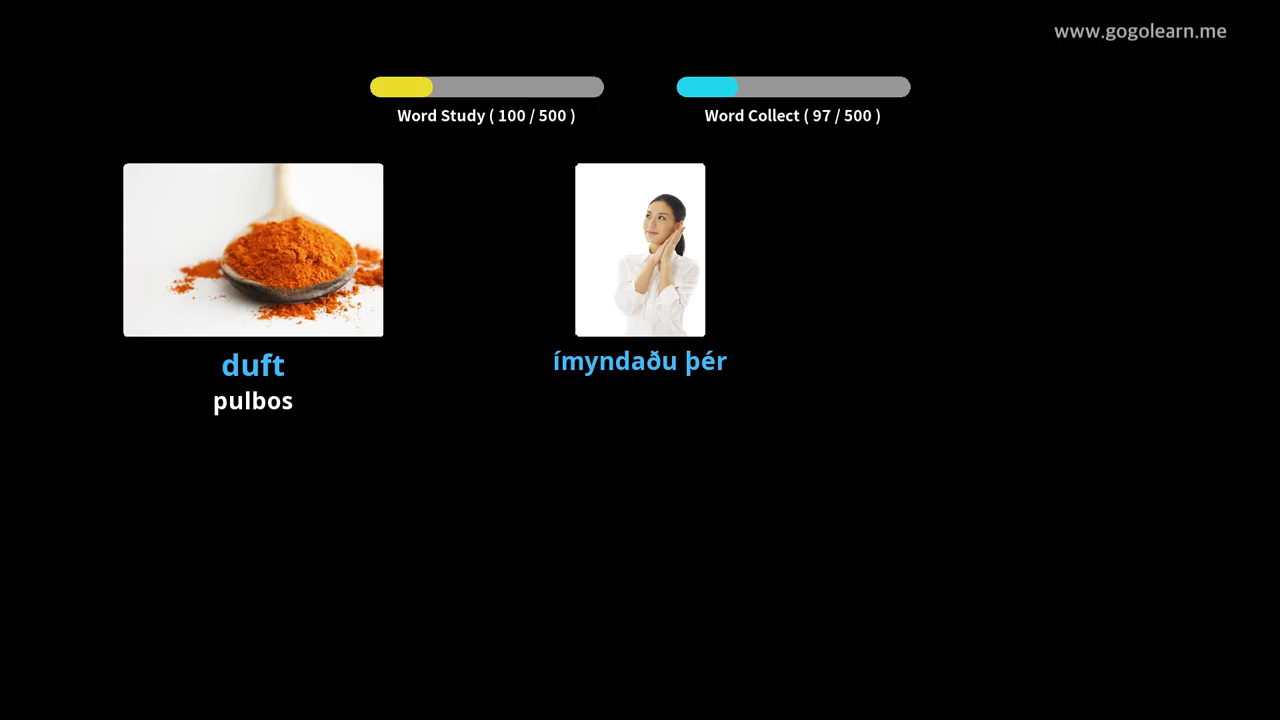 www.gogolearn.me
Word Study ( 100 / 500 )
Word Collect ( 97 / 500 )
duft
pulbos
ímyndaðu þér